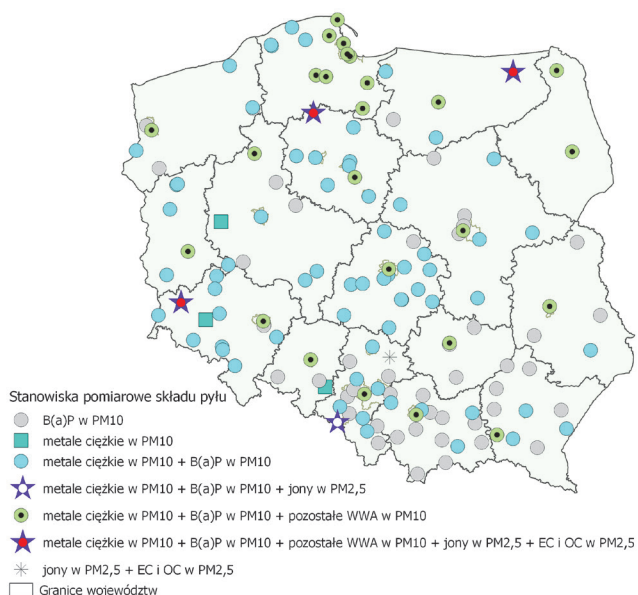 Stanowiska pomiarowe składu pyłu
B(a)P w PM10
metale ciężkie w PM10
metale ciężkie w PM10 + B(a)P w PM10
metale ciężkie w PM10 + B(a)P w PM10 + jony w PM2,5
metale ciężkie w PM10 + B(a)P w PM10 + pozostałe WWA w PM10
metale ciężkie w PM10 + B(a)P w PM10 + pozostałe WWA w PM10 + jony w PM2,5 + EC i OC w PM2,5
jony w PM2,5 + EC i OC w PM2,5
Granice województw